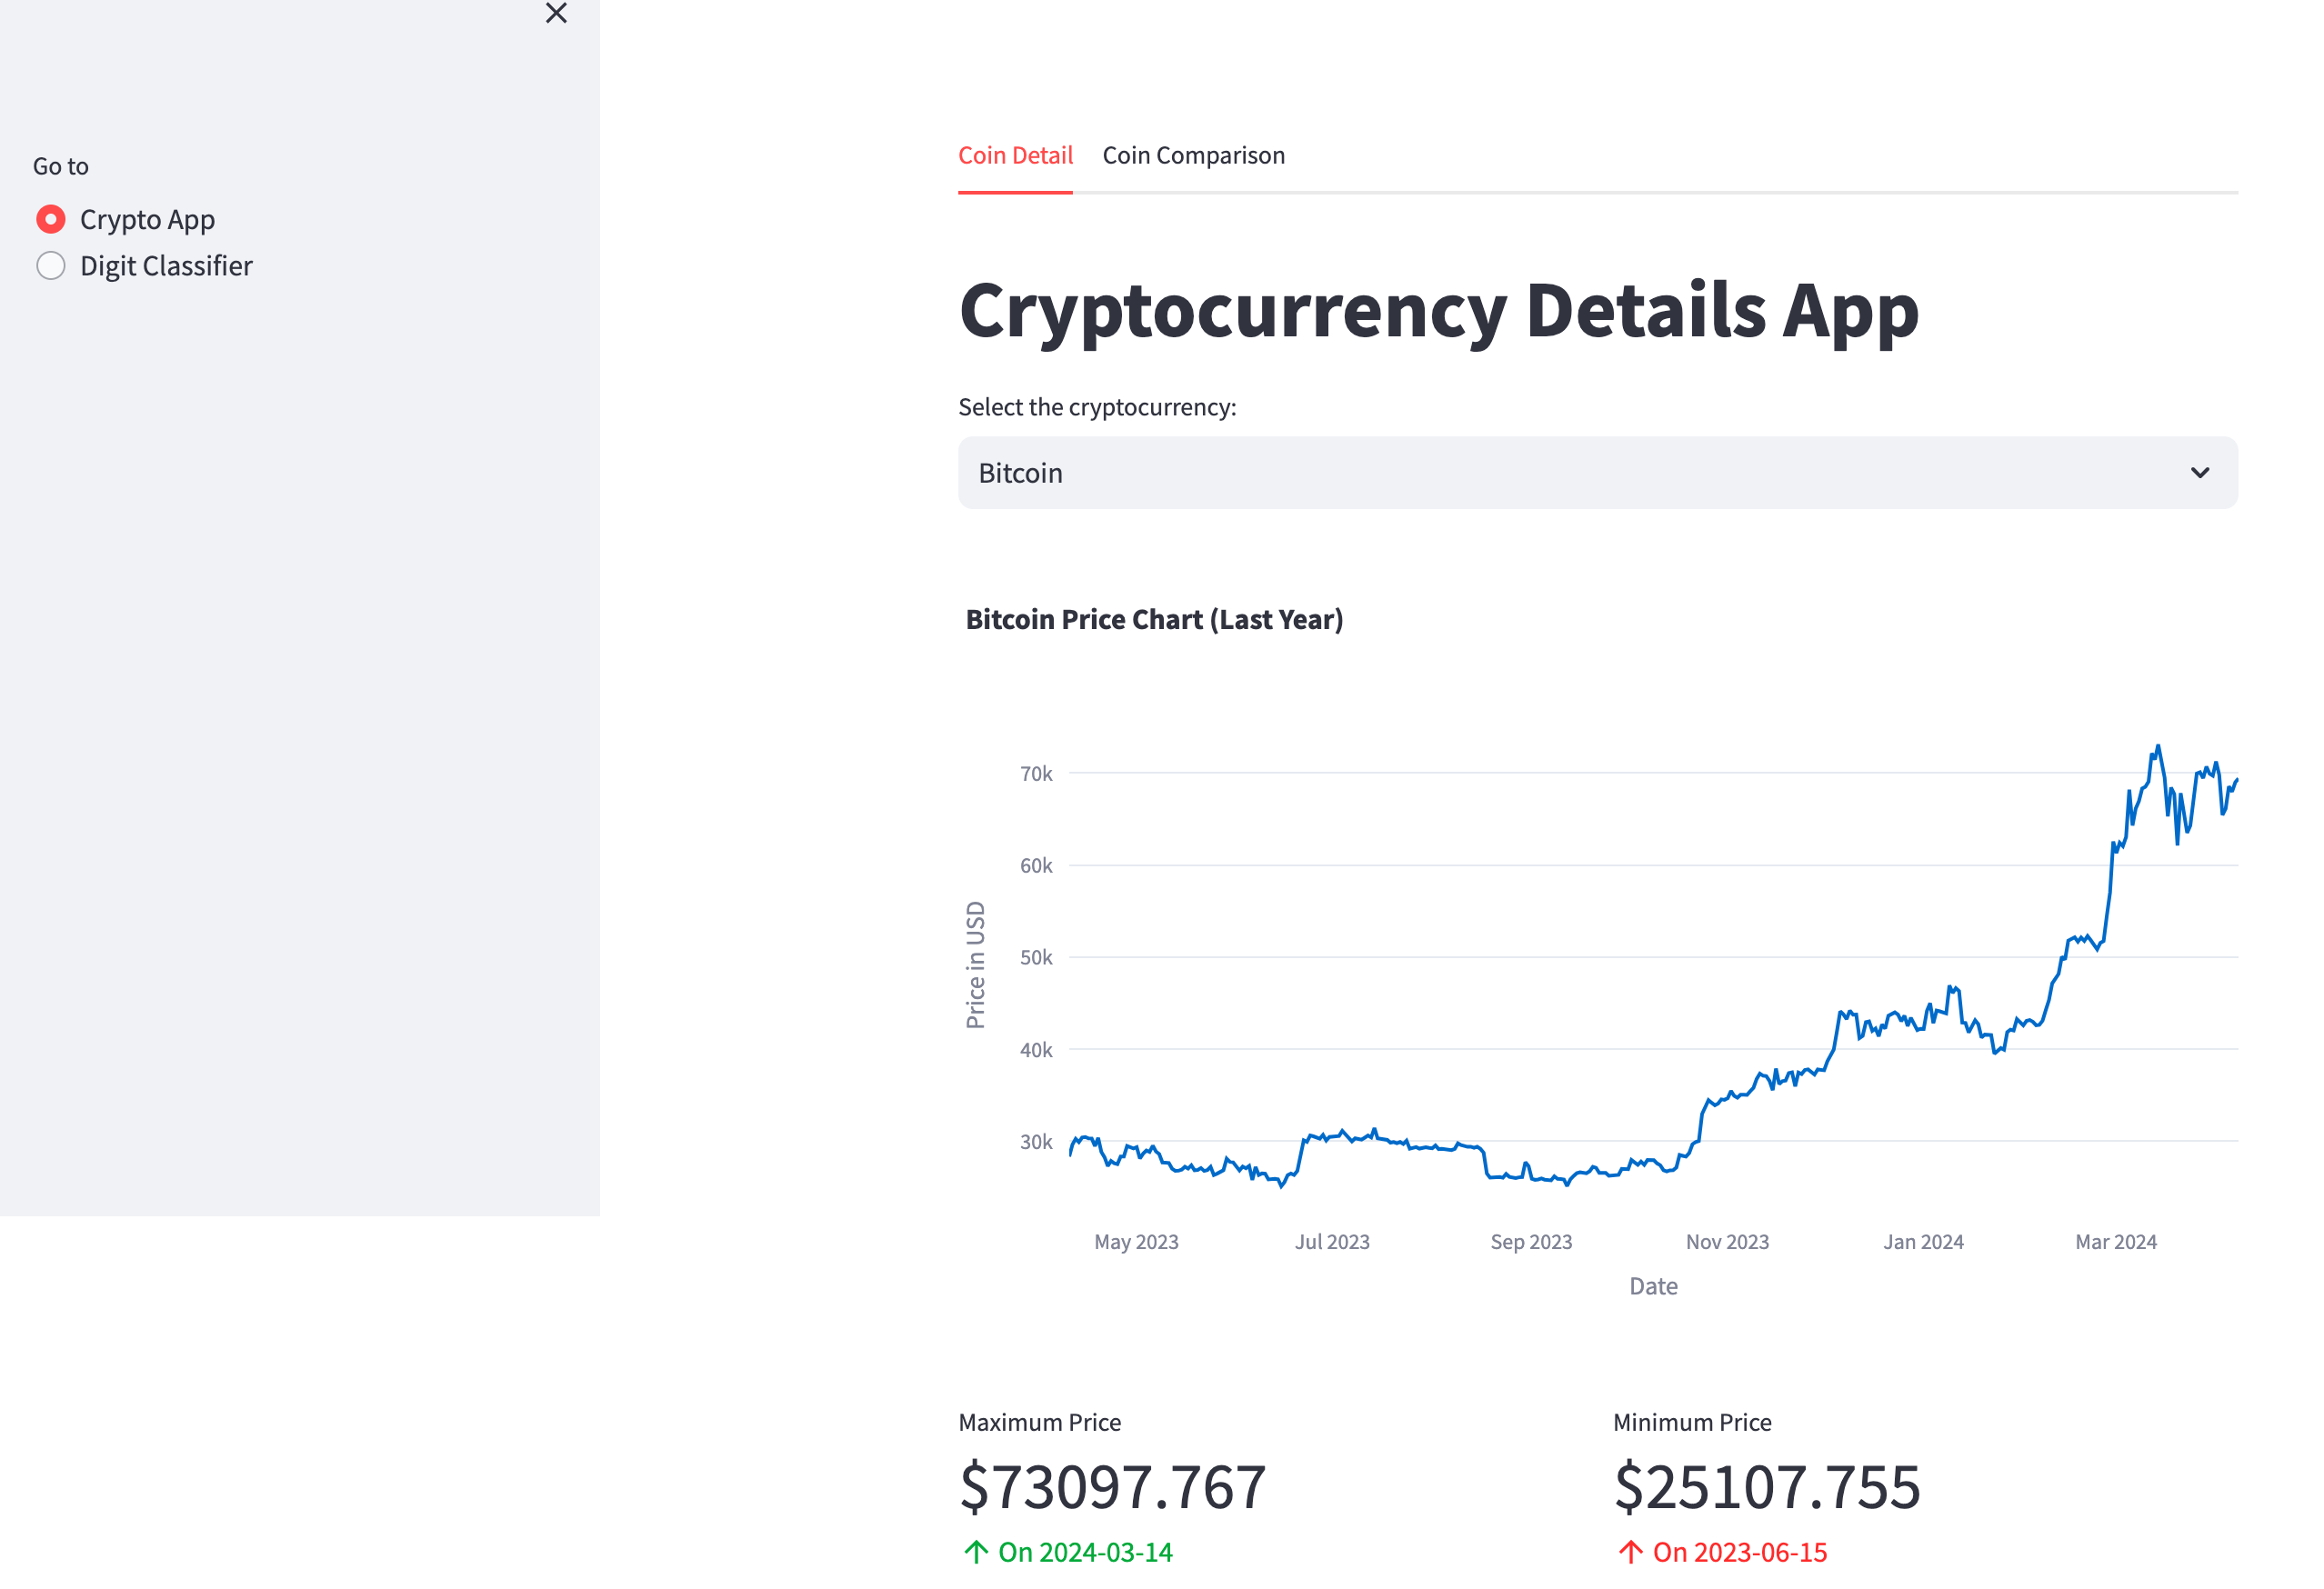 Go to
Crypto App
Digit Classifier
Coin Detail Coin Comparison
Cryptocurrency Details App
Select the cryptocurrency:
Bitcoin
Bitcoin Price Chart (Last Year)
70k
60k
50k
40k
30k
Price in USD
May 2023 Jul 2023 Sep 2023 Nov 2023 Jan 2024 Mar 2024
Date
Maximum Price
$73097.767
On 2024-03-14
Minimum Price
$25107.755
On 2023-06-15